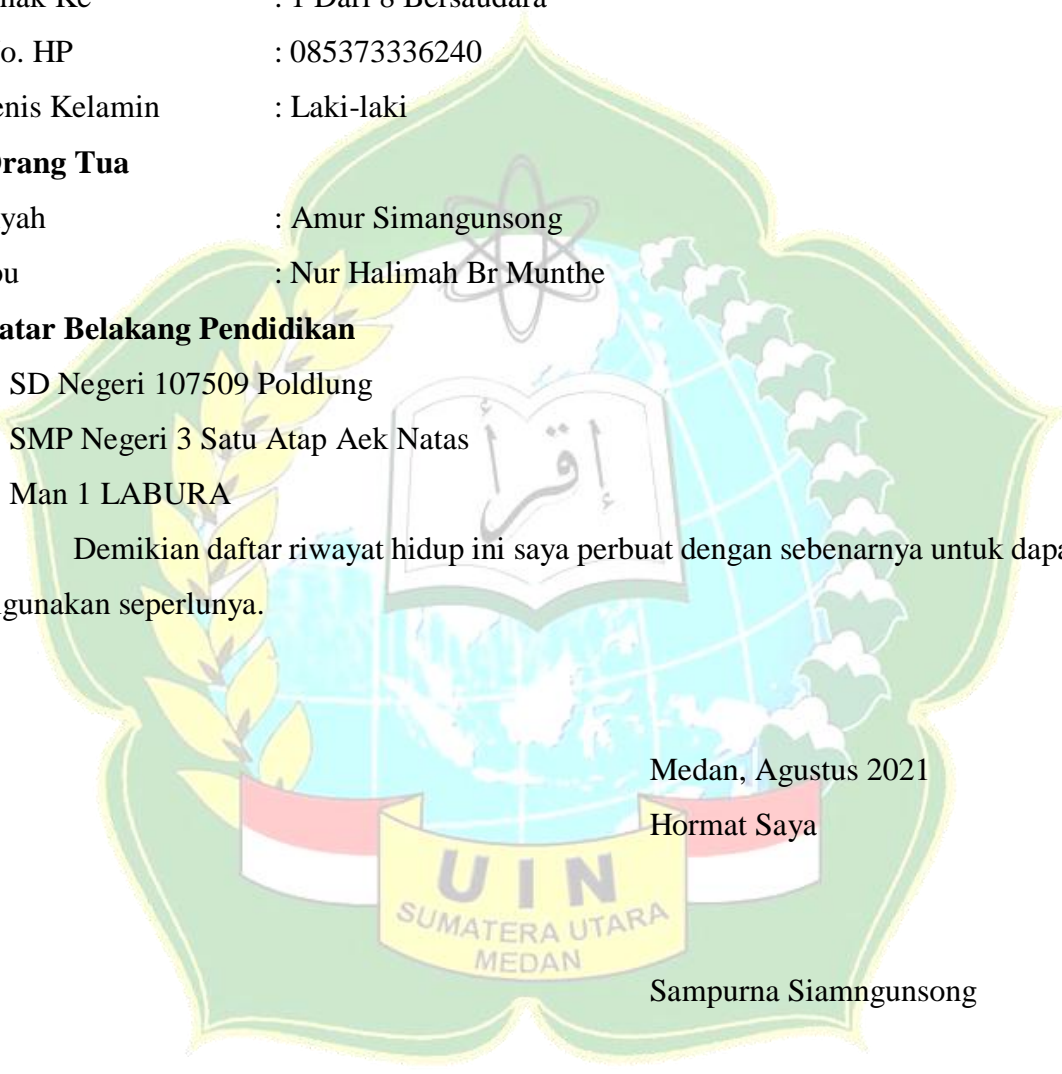 nak Ke : 1 Dari 8 Bersaudara
o. HP : 085373336240
enis Kelamin : Laki-laki
Orang Tua
yah : Amur Simangunsong
bu : Nur Halimah Br Munthe
atar Belakang Pendidikan
SD Negeri 107509 Poldlung
SMP Negeri 3 Satu Atap Aek Natas
Man 1 LABURA
إقرأ
Demikian daftar riwayat hidup ini saya perbuat dengan sebenarnya untuk dapa
gunakan seperlunya.
Medan, Agustus 2021
Hormat Saya
UIN
SUMATERA UTARA
MEDAN
Sampurna Siamngunsong